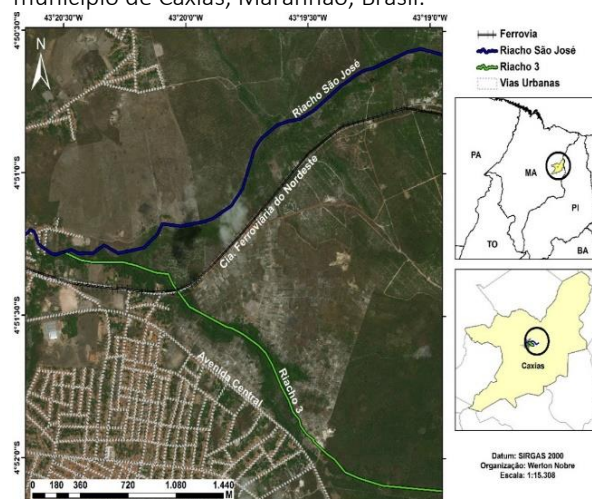 município de Caxias, Maranhão, Brasil.
43°20'30"W 43°20'0"W 43°19'30"W 43°19'0"W
4°50'30"S
4°51'0"S
4°51'30"S
4°52'0"S
N
Riacho São José
Cia. Ferroviária do Nordeste
Avenida Central
Riacho 3
0 180 360 720 1.080 1.440
M
Ferrovia
Riacho São José
Riacho 3
Vias Urbanas
PA
MA
PI
TO
BA
Caxias
Datum: SIRGAS 2000
Organização: Werton Nobre
Escala: 1:15.308